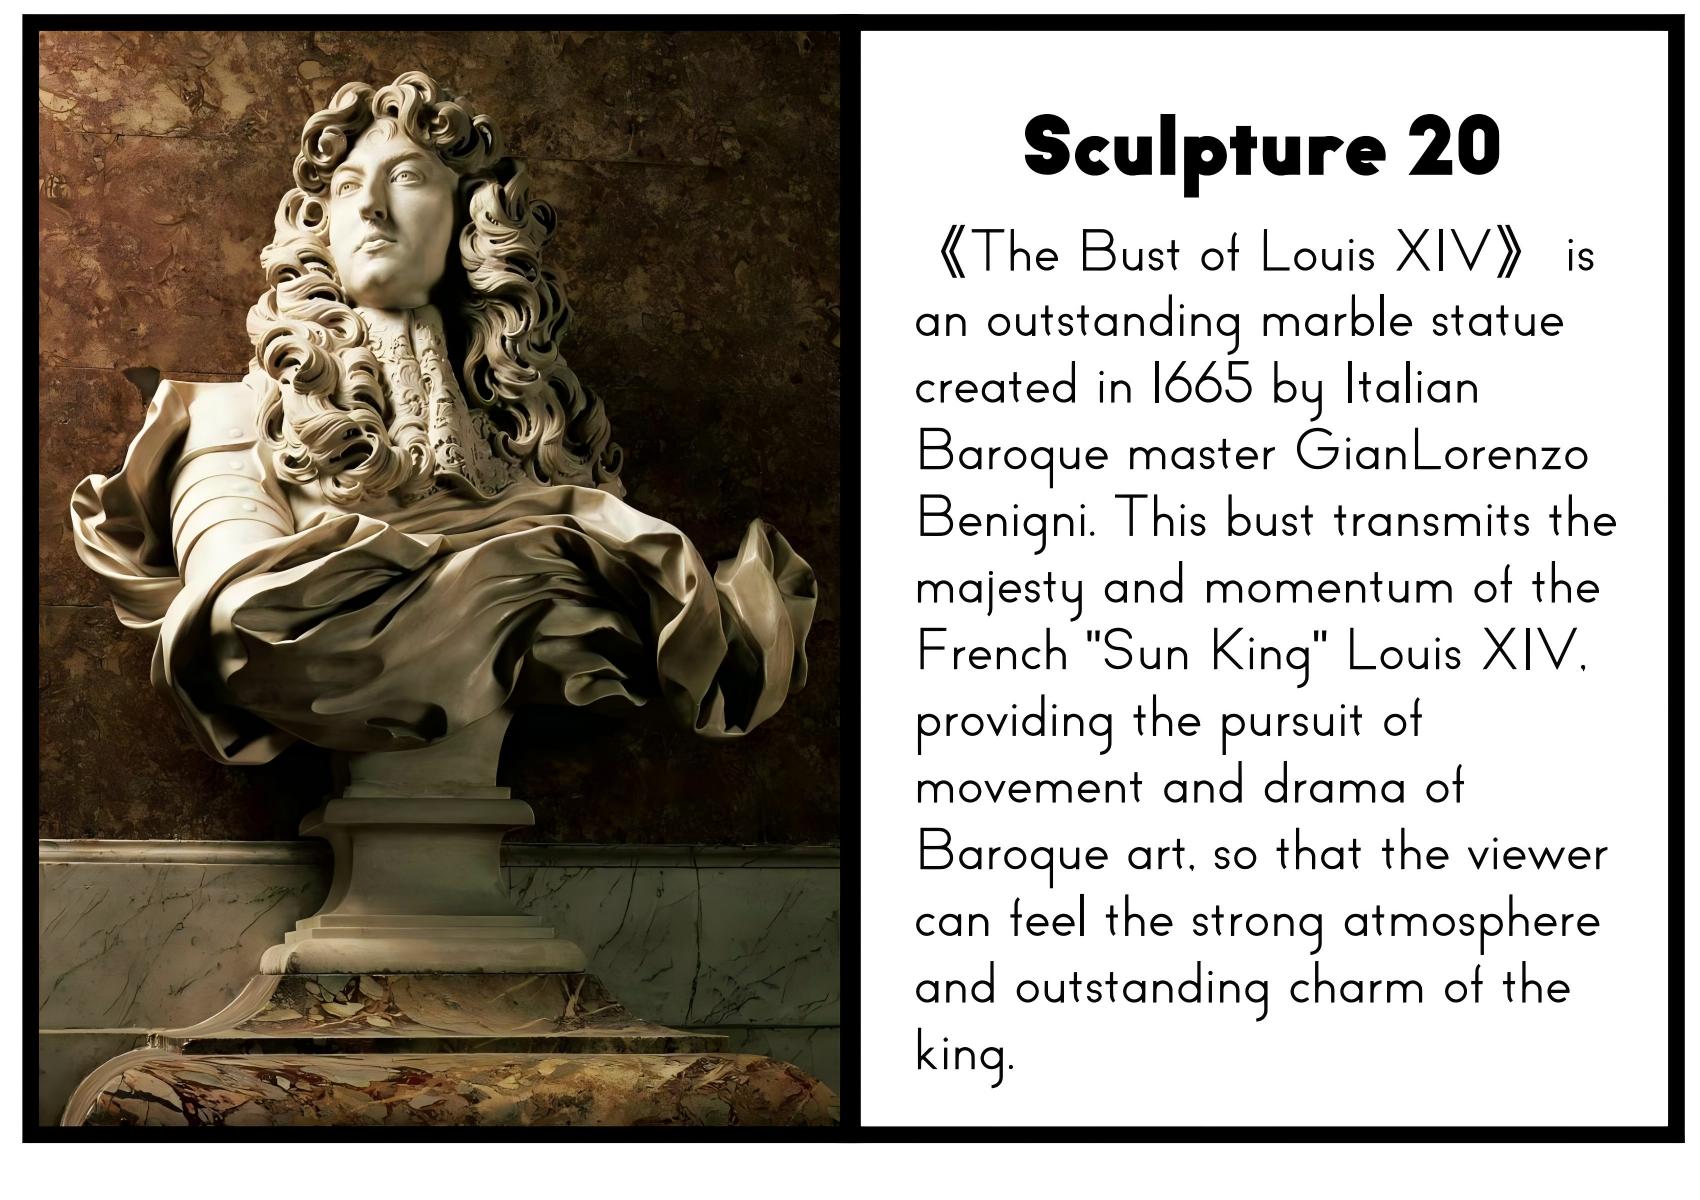 Sculpture 20
《The Bust of Louis XIV》 is
an outstanding marble statue
created in 1665 by Italian
Baroque master GianLorenzo
Benigni. This bust transmits the
majesty and momentum of the
French "Sun King" Louis XIV,
providing the pursuit of
movement and drama of
Baroque art, so that the viewer
can feel the strong atmosphere
and outstanding charm of the
king.